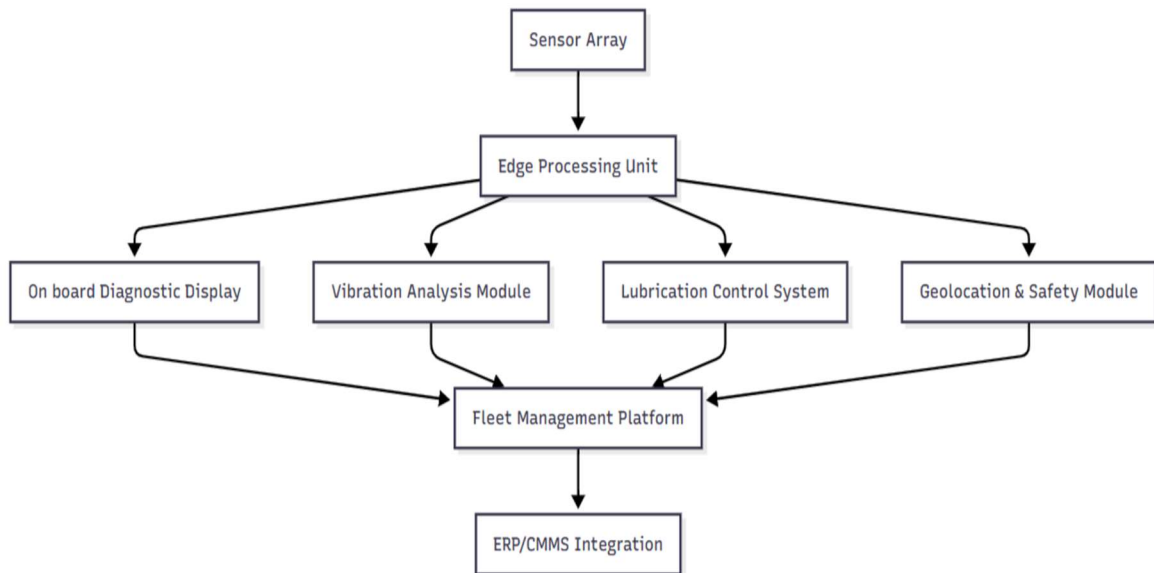 Sensor Array
Edge Processing Unit
On board Diagnostic Display
Vibration Analysis Module
Lubrication Control System
Geolocation & Safety Module
Fleet Management Platform
ERP/CMMS Integration